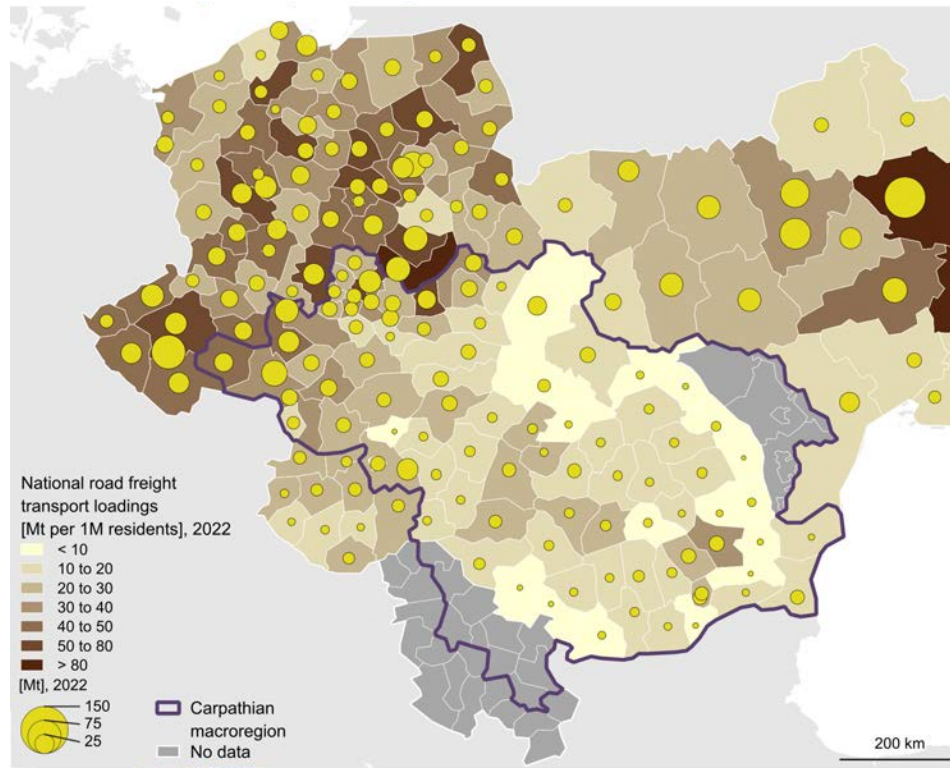 National road freight
transport loadings
[Mt per 1M residents], 2022
< 10
10 to 20
20 to 30
30 to 40
40 to 50
50 to 80
> 80
[Mt], 2022
150
75
25
Carpathian
macroregion
No data
200 km